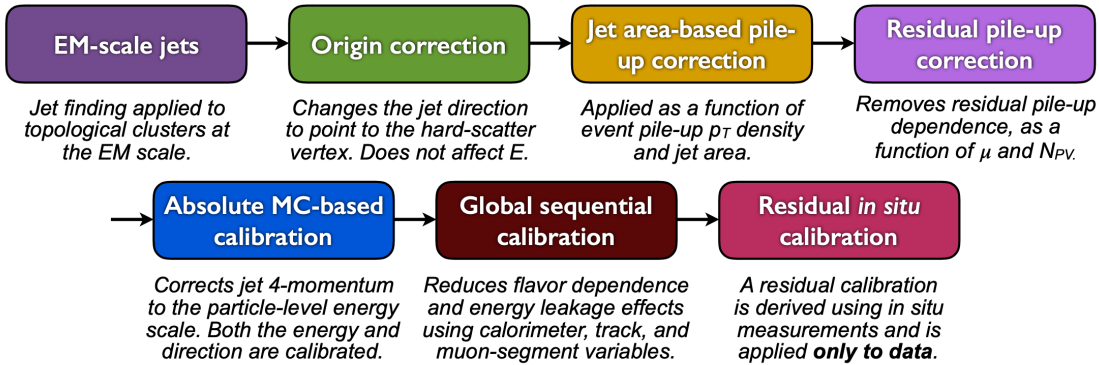 EM-scale jets
Jet finding applied to
topological clusters at
the EM scale.
Origin correction
Changes the jet direction
to point to the hard-scatter
vertex. Does not affect E.
Jet area-based pile-
up correction
Applied as a function of
event pile-up pT density
and jet area.
Residual pile-up
correction
Removes residual pile-up
dependence, as a
function of μ and NPV.
Absolute MC-based
calibration
Corrects jet 4-momentum
to the particle-level energy
scale. Both the energy and
direction are calibrated.
Global sequential
calibration
Reduces flavor dependence
and energy leakage effects
using calorimeter, track, and
muon-segment variables.
Residual in situ
calibration
A residual calibration
is derived using in situ
measurements and is
applied only to data.